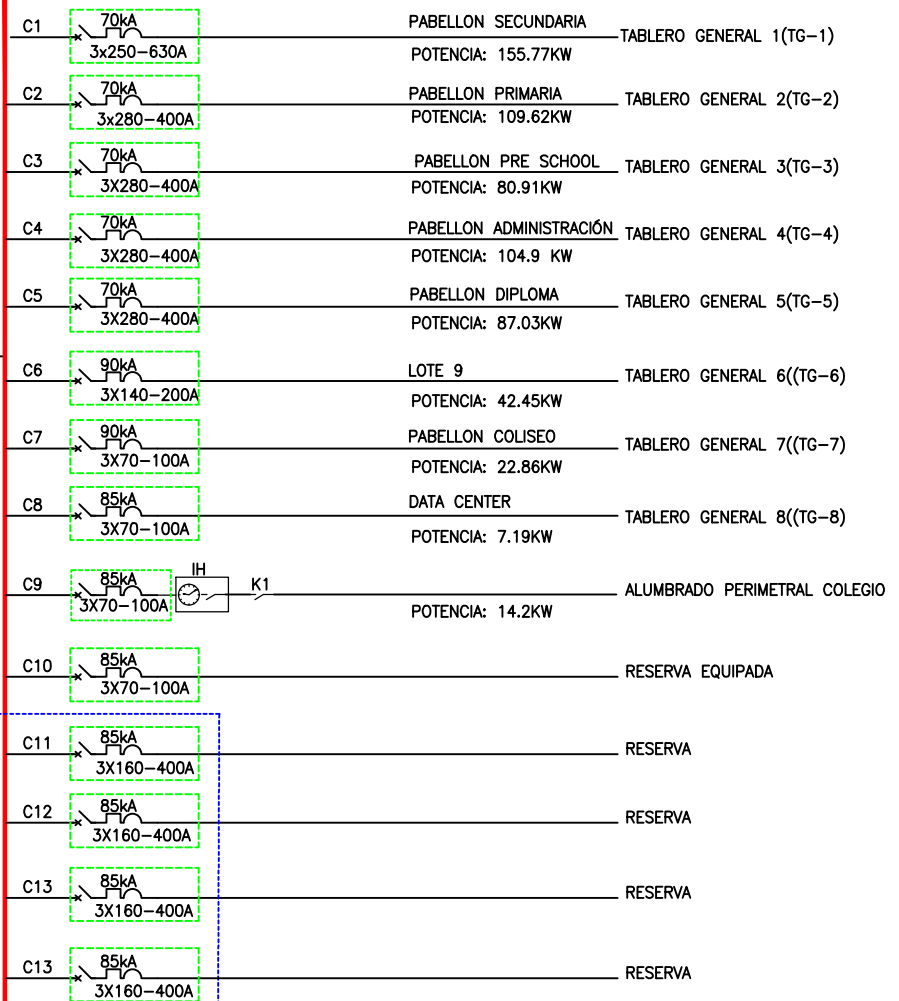 C1 70kA PABELLON SECUNDARIA TABLERO GENERAL 1(TG-1)
3x250-630A POTENCIA: 155.77KW
C2 70kA PABELLON PRIMARIA TABLERO GENERAL 2(TG-2)
3x280-400A POTENCIA: 109.62KW
C3 70kA PABELLON PRE SCHOOL TABLERO GENERAL 3(TG-3)
3X280-400A POTENCIA: 80.91KW
C4 70KA PABELLON ADMINISTRACIÓN TABLERO GENERAL 4(TG-4)
3X280-400A POTENCIA: 104.9 KW
C5 70KA PABELLON DIPLOMA TABLERO GENERAL 5(TG-5)
3X280-400A POTENCIA: 87.03KW
C6 90kA LOTE 9 TABLERO GENERAL 6((TG-6)
3X140-200A POTENCIA: 42.45KW
C7 90kA PABELLON COLISEO TABLERO GENERAL 7((TG-7)
3X70-100A POTENCIA: 22.86KW
C8 85kA DATA CENTER TABLERO GENERAL 8((TG-8)
3X70-100A POTENCIA: 7.19KW
C9 85kA IH K1 ALUMBRADO PERIMETRAL COLEGIO
3X70-100A POTENCIA: 14.2KW
C10 85kA RESERVA EQUIPADA
3X70-100A
C11 85kA RESERVA
3X160-400A
C12 85kA RESERVA
3X160-400A
C13 85kA RESERVA
3X160-400A
C13 85kA RESERVA
3X160-400A